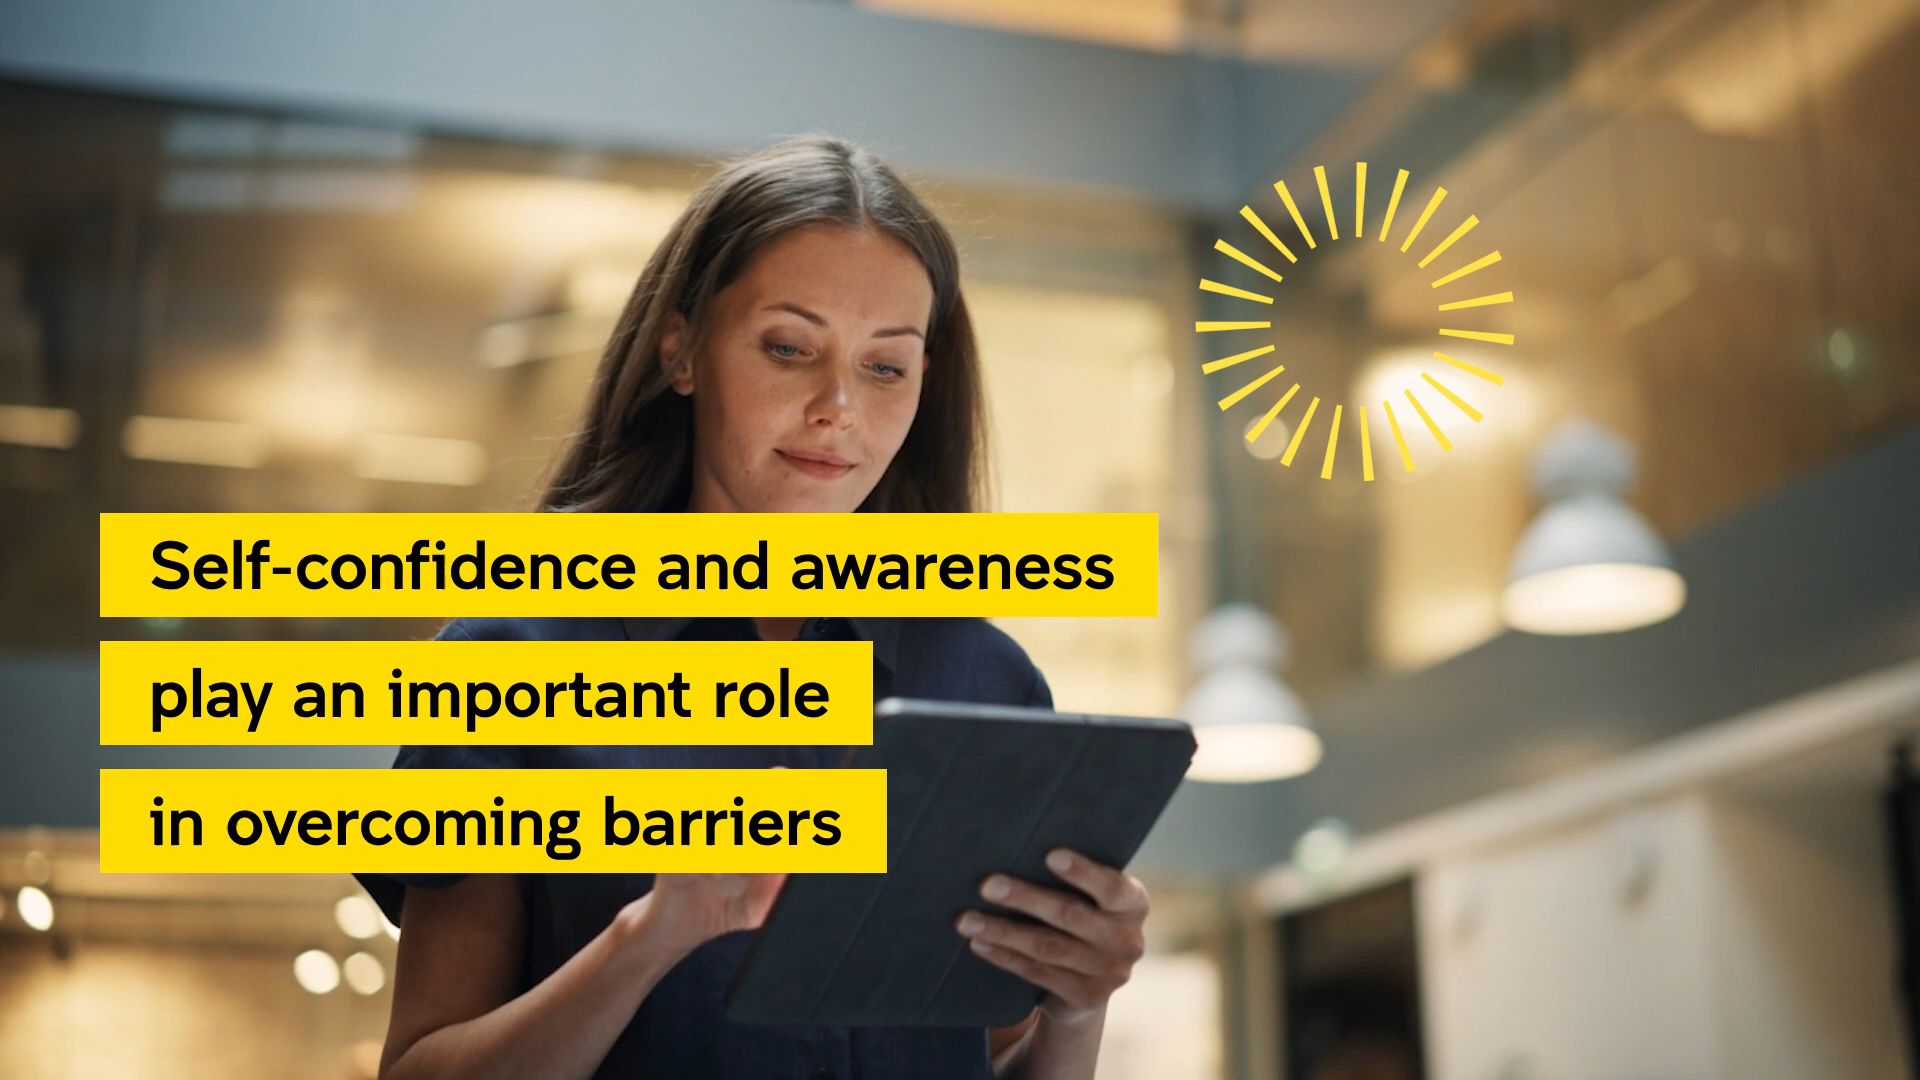 Self-confidence and awareness
play an important role
in overcoming barriers